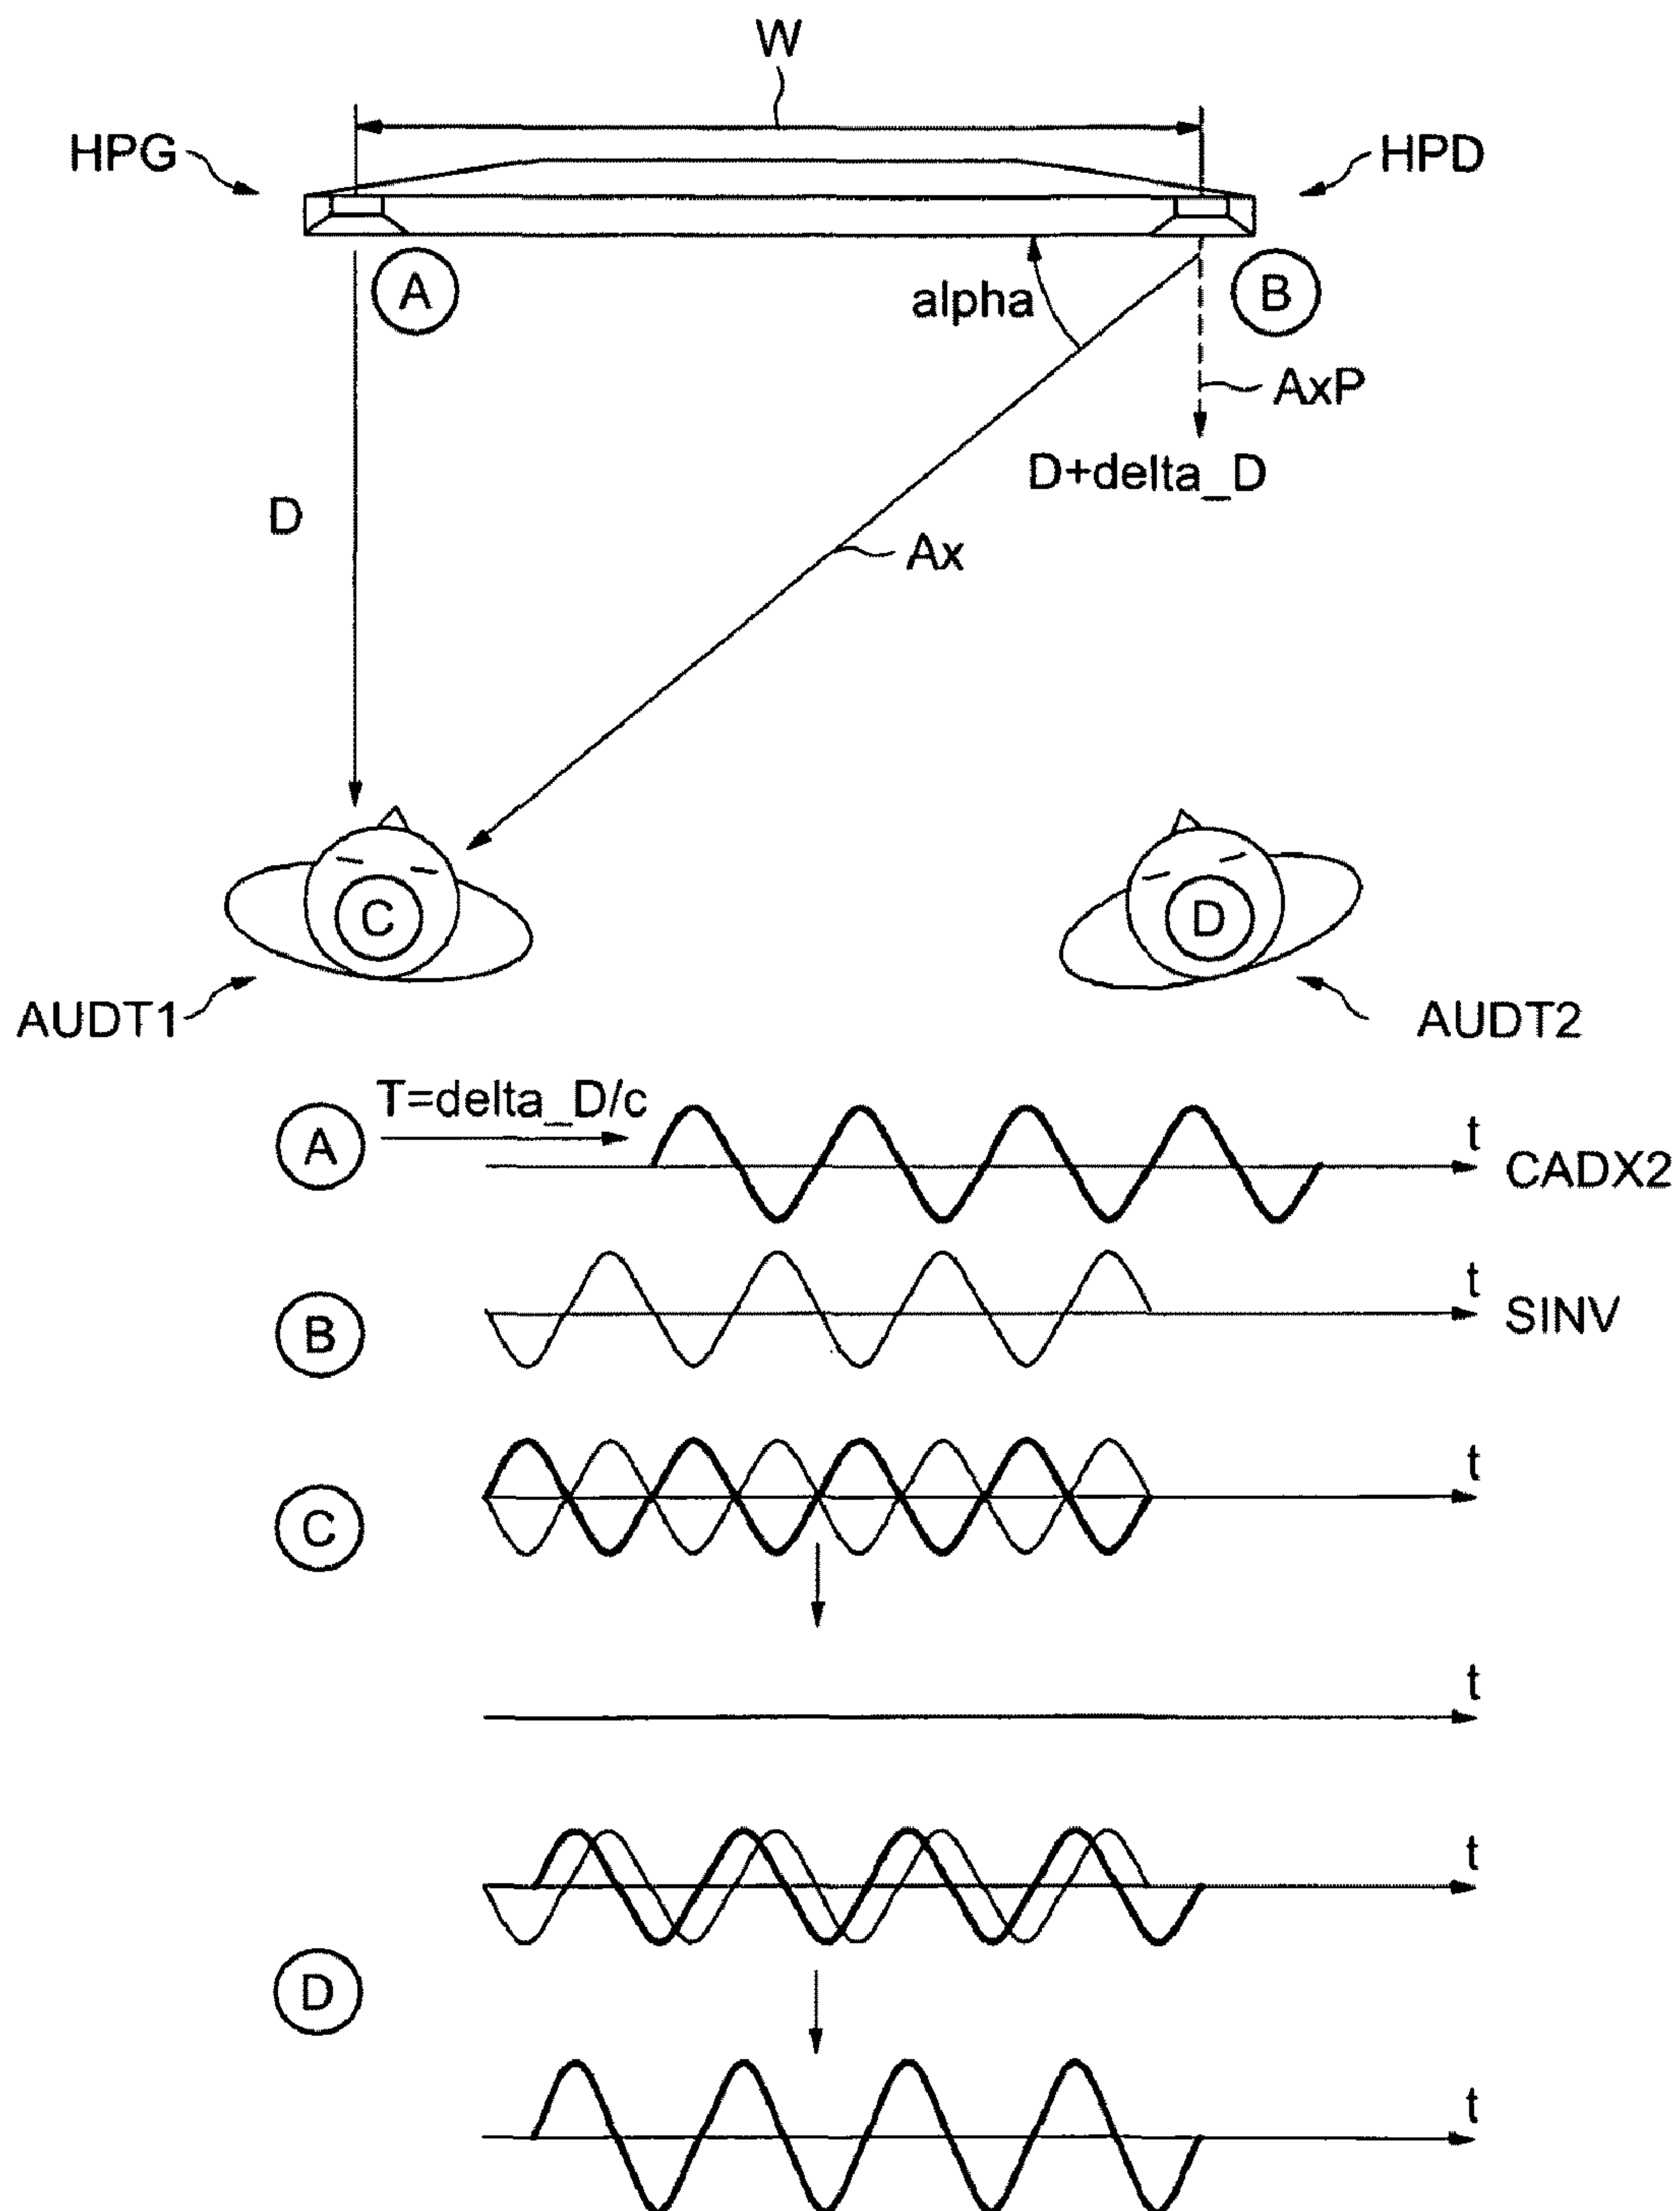 W
HPG
HPD
A
alpha
B
AxP
D+delta_D
D
Ax
C
D
AUDT1
AUDT2
T=delta_D/c
A
t
CADX2
t
B
SINV
t
C
t
t
D
t